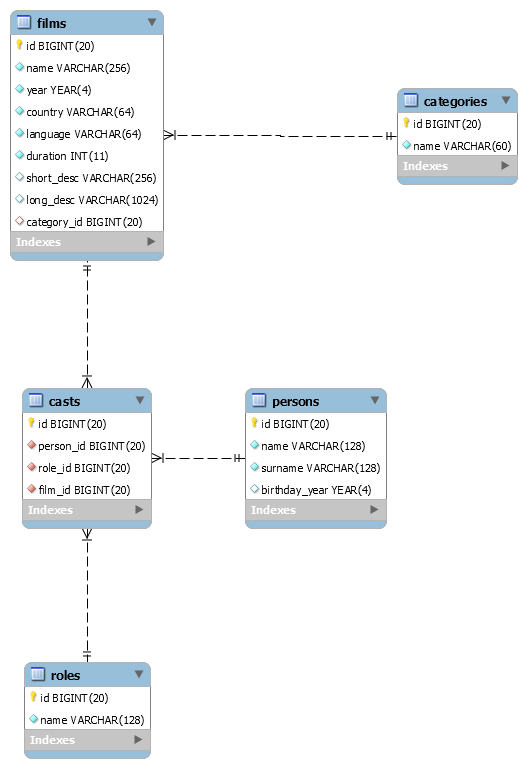 films
id BIGINT(20)
name VARCHAR(256)
year YEAR(4)
country VARCHAR(64)
language VARCHAR(64)
duration INT(11)
short_desc VARCHAR(256)
long_desc VARCHAR(1024)
category_id BIGINT(20)
Indexes
categories
id BIGINT(20)
name VARCHAR(60)
Indexes
casts
id BIGINT(20)
person_id BIGINT(20)
role_id BIGINT(20)
film_id BIGINT(20)
Indexes
persons
id BIGINT(20)
name VARCHAR(128)
surname VARCHAR(128)
birthday_year YEAR(4)
Indexes
roles
id BIGINT(20)
name VARCHAR(128)
Indexes